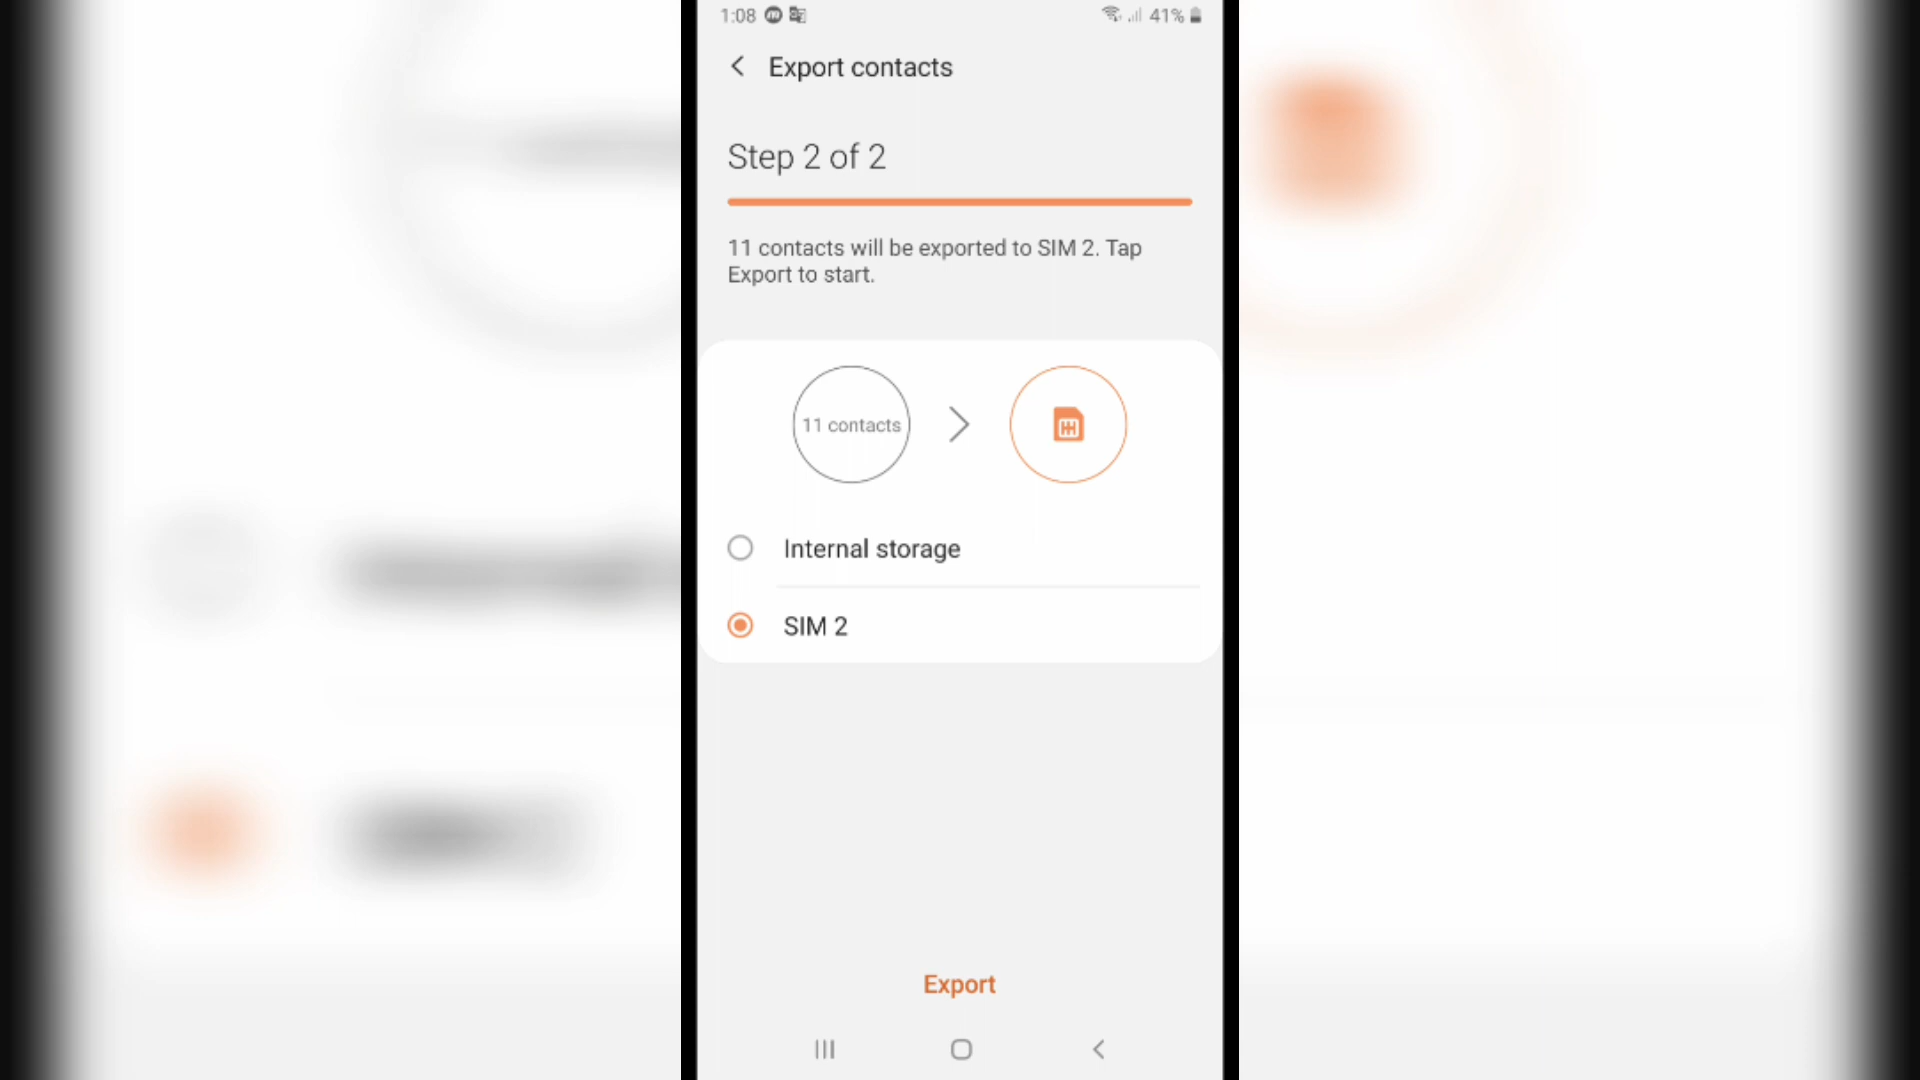 1:08 41%
Export contacts
Step 2 of 2
11 contacts will be exported to SIM 2. Tap
Export to start.
11 contacts
Internal storage
SIM 2
Export